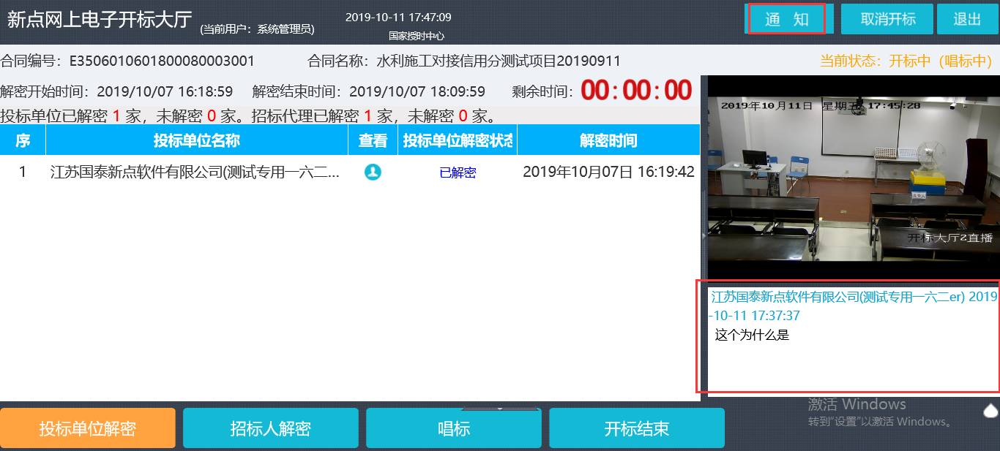 新点网上电子开标大厅 (当前用户：系统管理员)
2019-10-11 17:47:09
国家授时中心
通 知
取消开标
退出
合同编号：E3506010601800080003001 合同名称：水利施工对接信用分测试项目20190911 当前状态：开标中（唱标中）
解密开始时间：2019/10/07 16:18:59 解密结束时间：2019/10/07 18:09:59 剩余时间：00:00:00
投标单位已解密 1 家，未解密 0 家。招标代理已解密 1 家，未解密 0 家。
序 投标单位名称 查看 投标单位解密状态 解密时间
1 江苏国泰新点软件有限公司(测试专用一六二... 已解密 2019年10月07日 16:19:42
2019年10月11日 星期五 17:45:28
开标大厅2直播
江苏国泰新点软件有限公司(测试专用一六二er) 2019
-10-11 17:37:37
这个为什么是
激活 Windows
转到"设置"以激活 Windows。
投标单位解密
招标人解密
唱标
开标结束